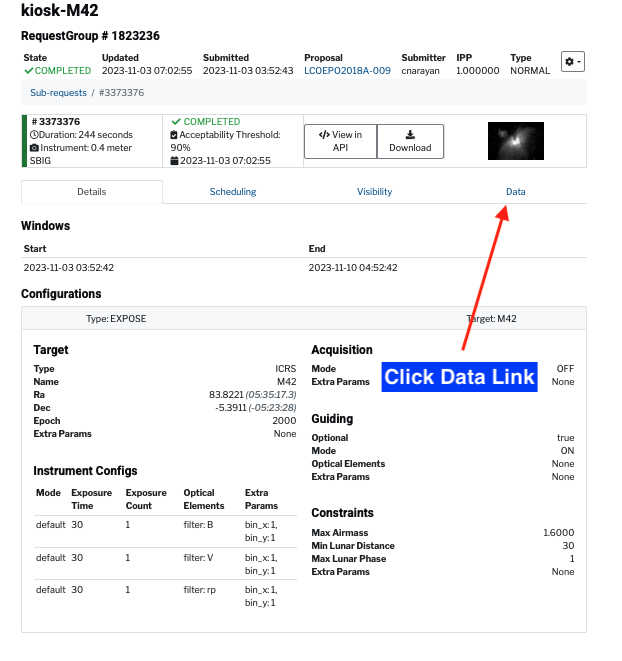 kiosk-M42
RequestGroup # 1823236
State Updated Submitted Proposal Submitter IPP Type
COMPLETED 2023-11-03 07:02:55 2023-11-03 03:52:43 LCOEPO2018A-009 cnarayan 1.000000 NORMAL
Sub-requests / #3373376
# 3373376
Duration: 244 seconds
Instrument: 0.4 meter
SBIG
COMPLETED
Acceptability Threshold:
90%
2023-11-03 07:02:55
</> View in
API
Download
Details Scheduling Visibility Data
Windows
Start End
2023-11-03 03:52:42 2023-11-10 04:52:42
Configurations
Type: EXPOSE Target: M42
Target
Type ICRS
Name M42
Ra 83.8221 (05:35:17.3)
Dec -5.3911 (-05:23:28)
Epoch 2000
Extra Params None
Instrument Configs
Mode Exposure Time Exposure Count Optical Elements Extra Params
default 30 1 filter: B bin_x: 1,
bin_y: 1
default 30 1 filter: V bin_x: 1,
bin_y: 1
default 30 1 filter: rp bin_x: 1,
bin_y: 1
Acquisition
Mode OFF
Extra Params None
Click Data Link
Guiding
Optional true
Mode ON
Optical Elements None
Extra Params None
Constraints
Max Airmass 1.6000
Min Lunar Distance 30
Max Lunar Phase 1
Extra Params None